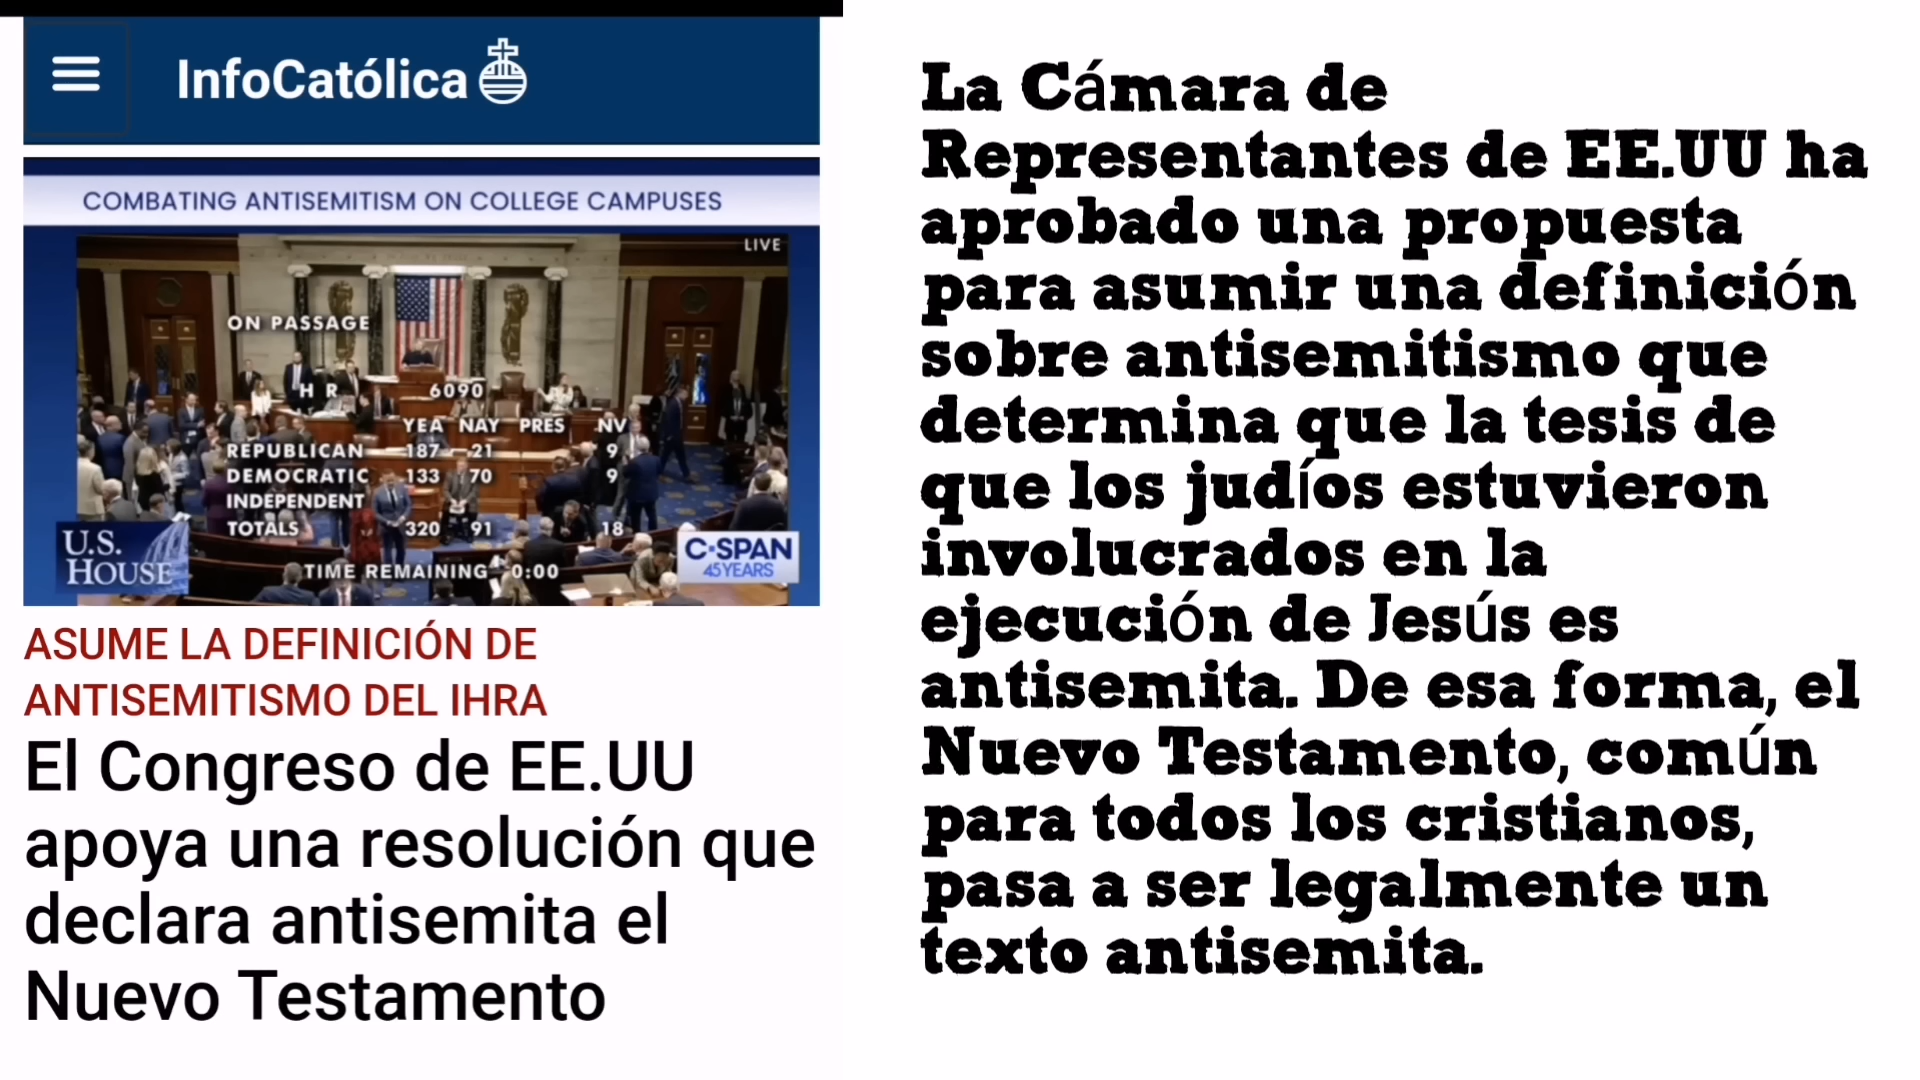 InfoCatólica
COMBATING ANTISEMITISM ON COLLEGE CAMPUSES
LIVE
ON PASSAGE
H R 6090
YEA NAY PRES NV
REPUBLICAN 187 21 9
DEMOCRATIC 133 70 9
INDEPENDENT
TOTALS 320 91 18
TIME REMAINING 0:00
U.S.
HOUSE
C-SPAN
45 YEARS
ASUME LA DEFINICIÓN DE
ANTISEMITISMO DEL IHRA
El Congreso de EE.UU
apoya una resolución que
declara antisemita el
Nuevo Testamento
La Cámara de
Representantes de EE.UU ha
aprobado una propuesta
para asumir una definición
sobre antisemitismo que
determina que la tesis de
que los judíos estuvieron
involucrados en la
ejecución de Jesús es
antisemita. De esa forma, el
Nuevo Testamento, común
para todos los cristianos,
pasa a ser legalmente un
texto antisemita.